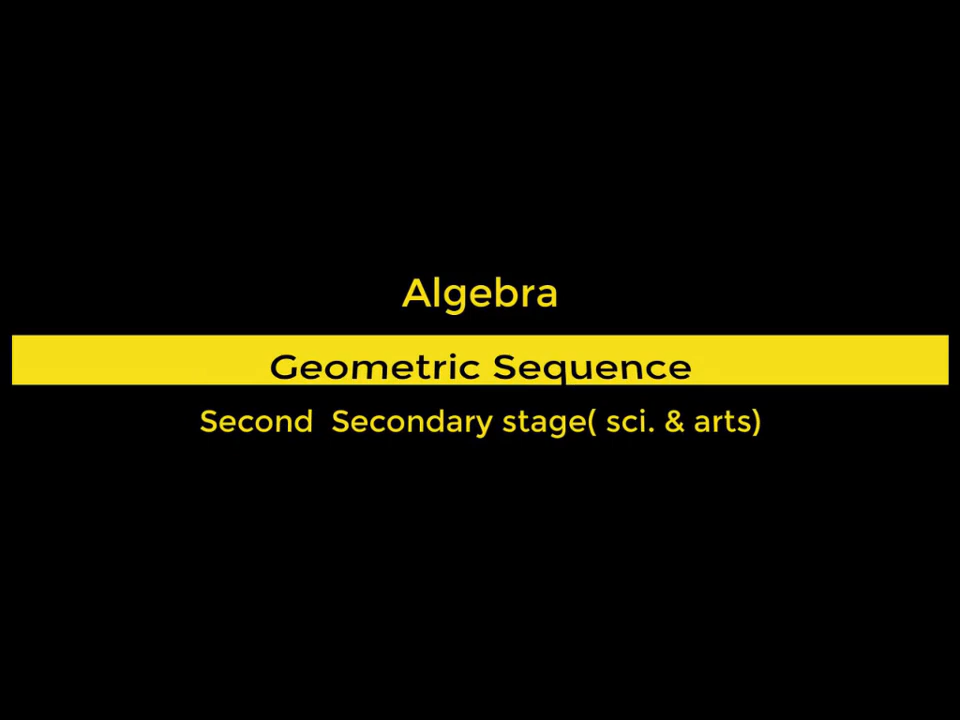 Algebra
Geometric Sequence
Second Secondary stage( sci. & arts)